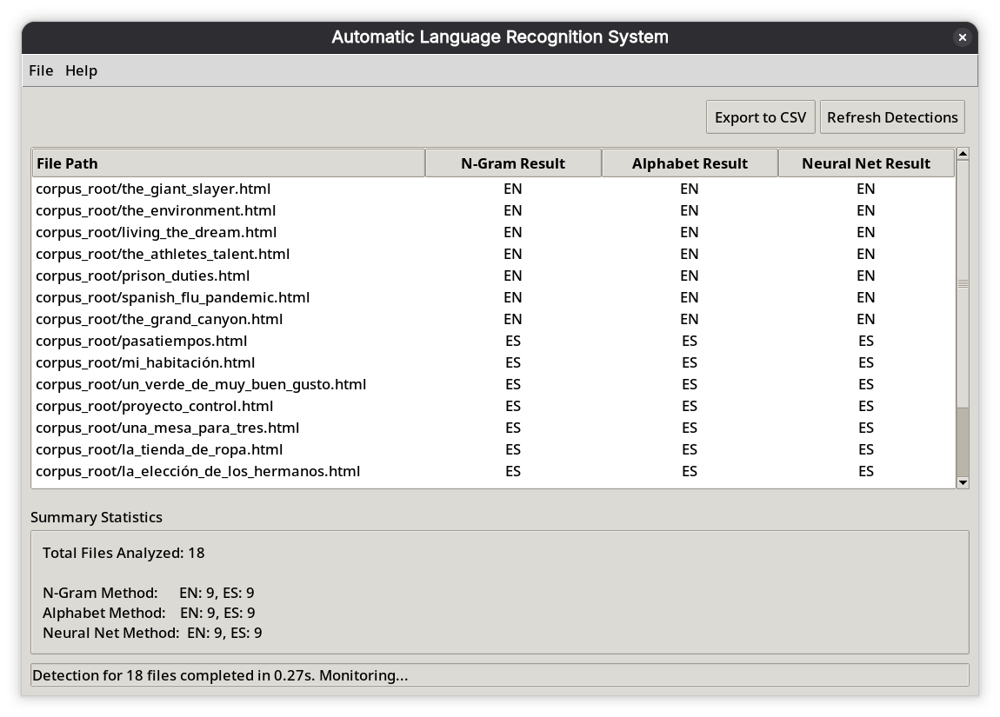 Automatic Language Recognition System
File Help
Export to CSV Refresh Detections
File Path N-Gram Result Alphabet Result Neural Net Result
corpus_root/the_giant_slayer.html EN EN EN
corpus_root/the_environment.html EN EN EN
corpus_root/living_the_dream.html EN EN EN
corpus_root/the_athletes_talent.html EN EN EN
corpus_root/prison_duties.html EN EN EN
corpus_root/spanish_flu_pandemic.html EN EN EN
corpus_root/the_grand_canyon.html EN EN EN
corpus_root/pasatiempos.html ES ES ES
corpus_root/mi_habitación.html ES ES ES
corpus_root/un_verde_de_muy_buen_gusto.html ES ES ES
corpus_root/proyecto_control.html ES ES ES
corpus_root/una_mesa_para_tres.html ES ES ES
corpus_root/la_tienda_de_ropa.html ES ES ES
corpus_root/la_elección_de_los_hermanos.html ES ES ES
Summary Statistics
Total Files Analyzed: 18
N-Gram Method: EN: 9, ES: 9
Alphabet Method: EN: 9, ES: 9
Neural Net Method: EN: 9, ES: 9
Detection for 18 files completed in 0.27s. Monitoring...